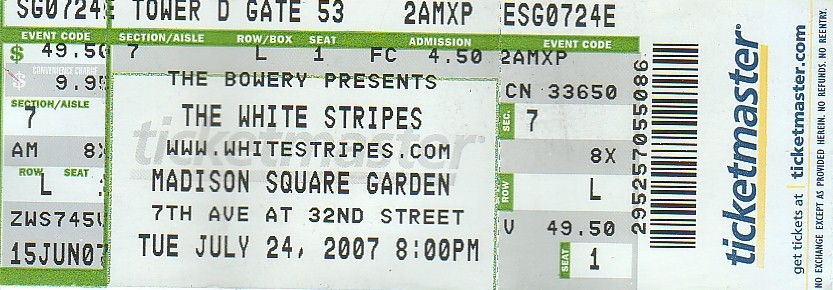 SG0724E TOWER D GATE 53 2AMXP ESG0724E
EVENT CODE SECTION/AISLE ROW/BOX SEAT ADMISSION EVENT CODE
$ 49.50 7 L 1 FC 4.50 2AMXP
$ CONVENIENCE CHARGE
9.95
SECTION/AISLE
7
AM 8X
ROW SEAT
L
ZWS745
15JUN07
THE BOWERY PRESENTS
THE WHITE STRIPES
ticketmaster
WWW.WHITESTRIPES.COM
MADISON SQUARE GARDEN
7TH AVE AT 32ND STREET
TUE JULY 24, 2007 8:00PM
CN 33650
SEC. 7
8X
ROW L
V 49.50
SEAT 1
295257055086
ticketmaster
get tickets at ticketmaster.com
NO EXCHANGE EXCEPT AS PROVIDED HEREIN. NO REFUNDS. NO REENTRY.